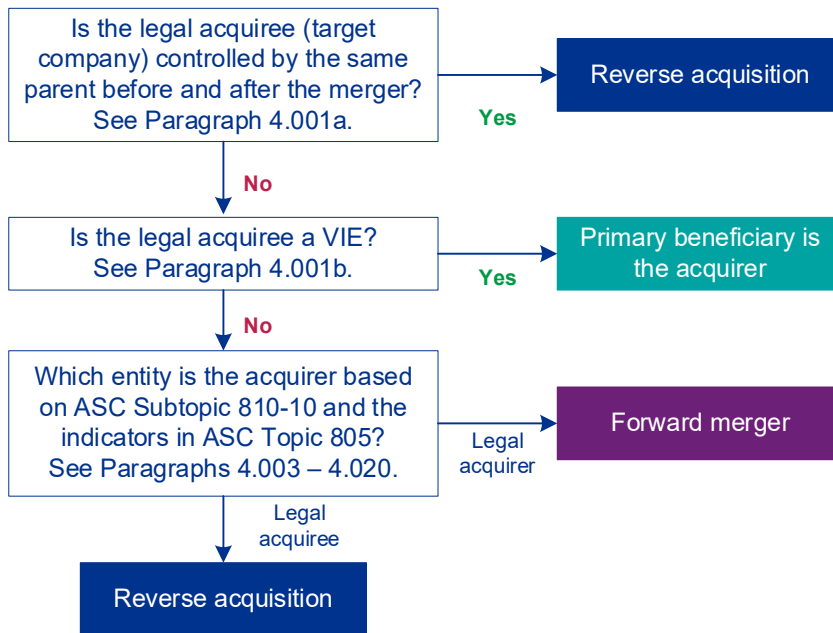 Is the legal acquiree (target
company) controlled by the same
parent before and after the merger?
See Paragraph 4.001a.
Yes
Reverse acquisition
No
Is the legal acquiree a VIE?
See Paragraph 4.001b.
Yes
Primary beneficiary is
the acquirer
No
Which entity is the acquirer based
on ASC Subtopic 810-10 and the
indicators in ASC Topic 805?
See Paragraphs 4.003 – 4.020.
Legal
acquirer
Forward merger
Legal
acquiree
Reverse acquisition